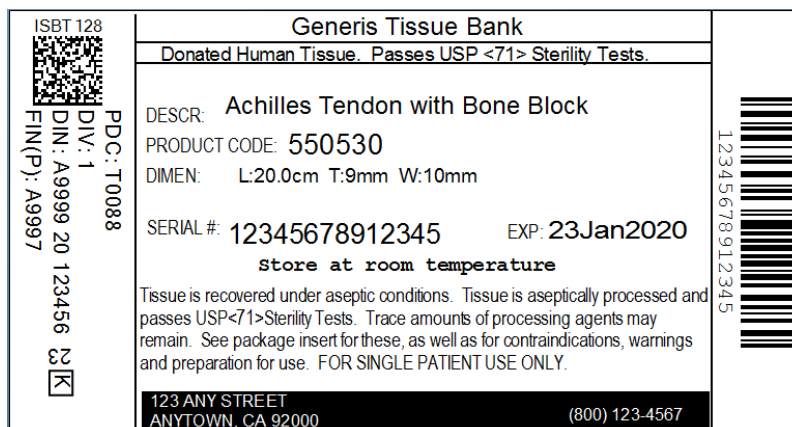 ISBT 128
PDC: T0088
DIV: 1
DIN: A9999 20 123456 23 K
FIN(P): A9997
Generis Tissue Bank
Donated Human Tissue. Passes USP <71> Sterility Tests.
DESCR: Achilles Tendon with Bone Block
PRODUCT CODE: 550530
DIMEN: L:20.0cm T:9mm W:10mm
SERIAL #: 12345678912345 EXP: 23Jan2020
Store at room temperature
Tissue is recovered under aseptic conditions. Tissue is aseptically processed and
passes USP<71>Sterility Tests. Trace amounts of processing agents may
remain. See package insert for these, as well as for contraindications, warnings
and preparation for use. FOR SINGLE PATIENT USE ONLY.
123 ANY STREET
ANYTOWN, CA 92000 (800) 123-4567
12345678912345